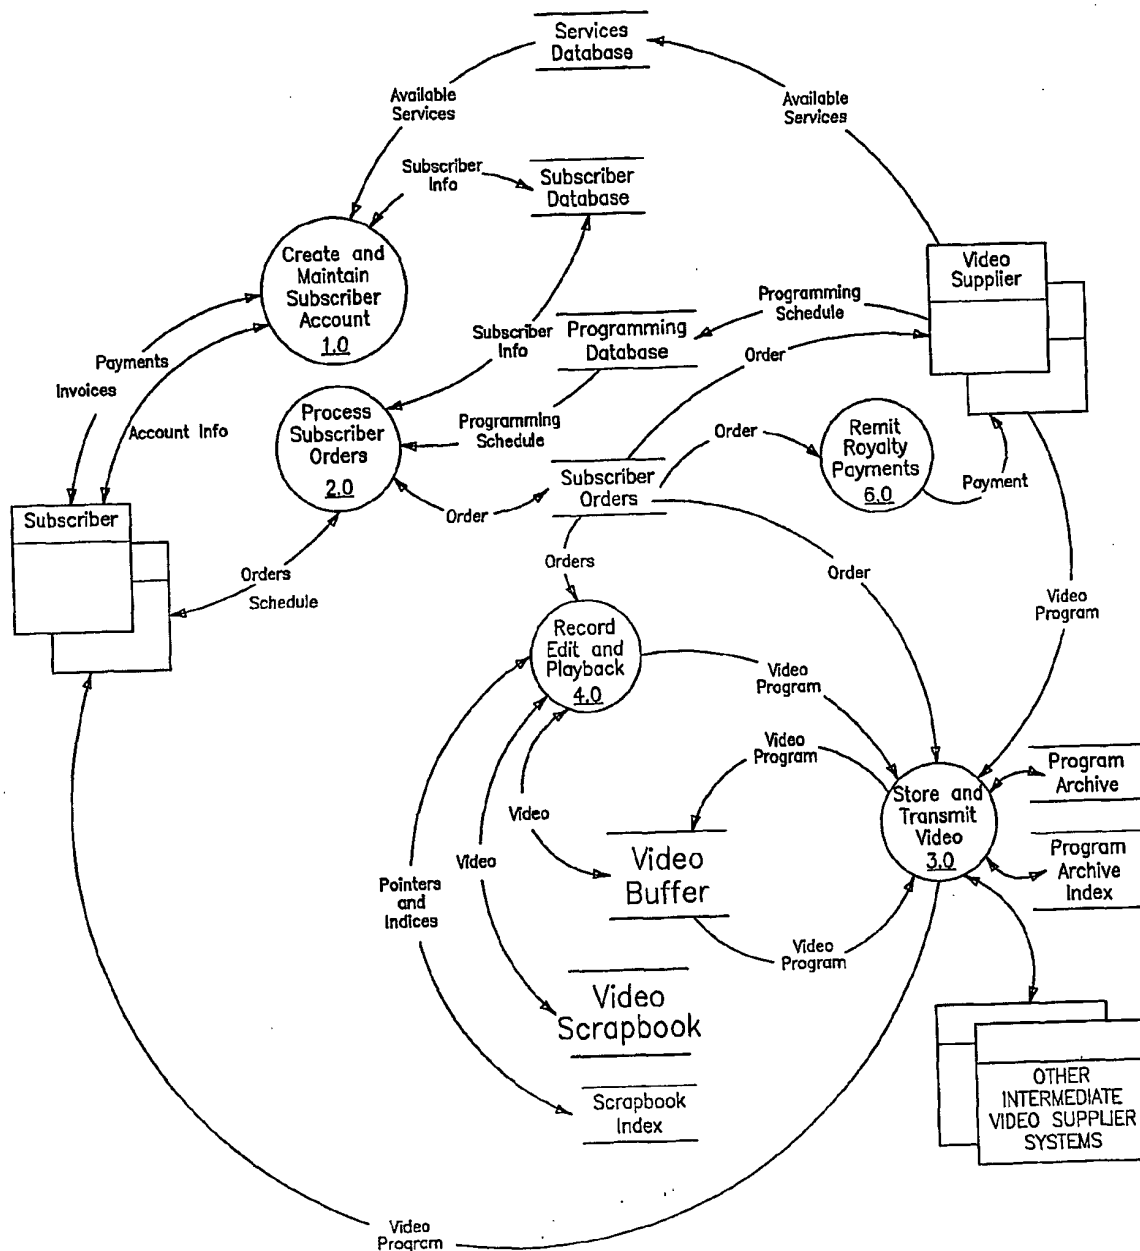 Services
Database
Available
Services
Available
Services
Subscriber
Info
Subscriber
Database
Create and
Maintain
Subscriber
Account
1.0
Video
Supplier
Programming
Schedule
Subscriber
Info
Programming
Database
Order
Payments
Invoices
Account Info
Process
Subscriber
Orders
2.0
Programming
Schedule
Order
Remit
Royalty
Payments
6.0
Payment
Subscriber
Orders
Order
Subscriber
Orders
Schedule
Orders
Order
Video
Program
Record
Edit and
Playback
4.0
Video
Program
Video
Program
Store and
Transmit
Video
3.0
Program
Archive
Program
Archive
Index
Video
Video
Pointers
and
Indices
Video
Buffer
Video
Program
Video
Scrapbook
Scrapbook
Index
OTHER
INTERMEDIATE
VIDEO SUPPLIER
SYSTEMS
Video
Program